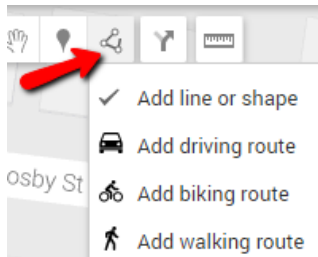 Add line or shape
Add driving route
osby St
Add biking route
Add walking route